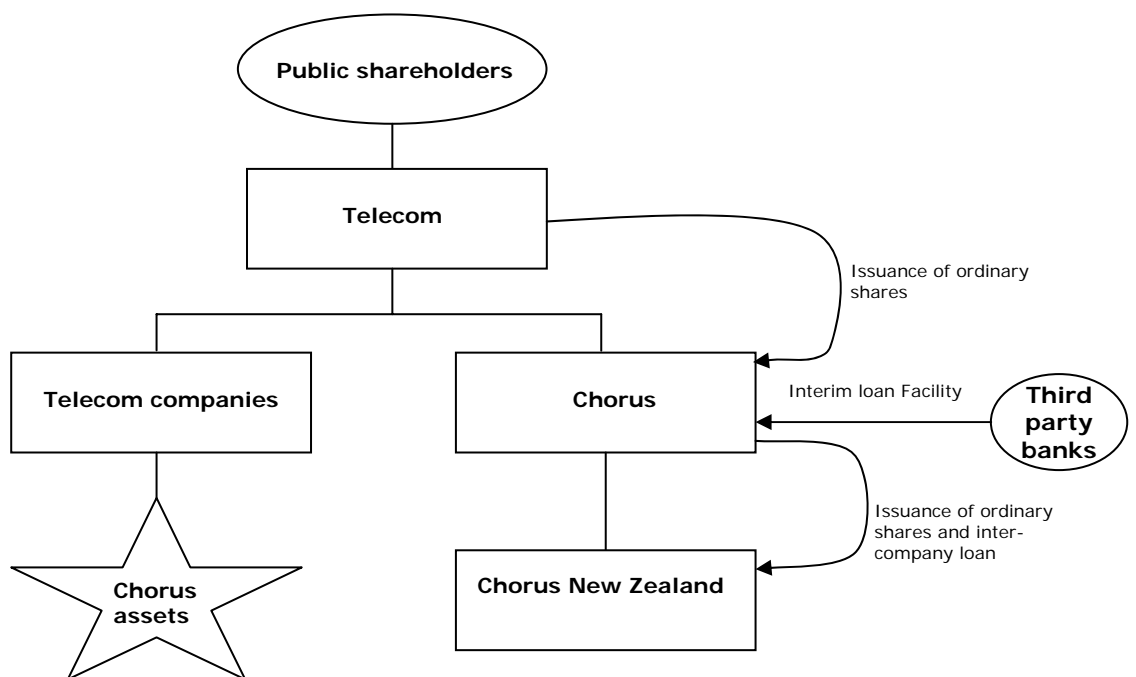 Public shareholders
Telecom
Issuance of ordinary
shares
Telecom companies
Chorus
Interim loan Facility
Third
party
banks
Issuance of ordinary
shares and inter-
company loan
Chorus New Zealand
Chorus
assets